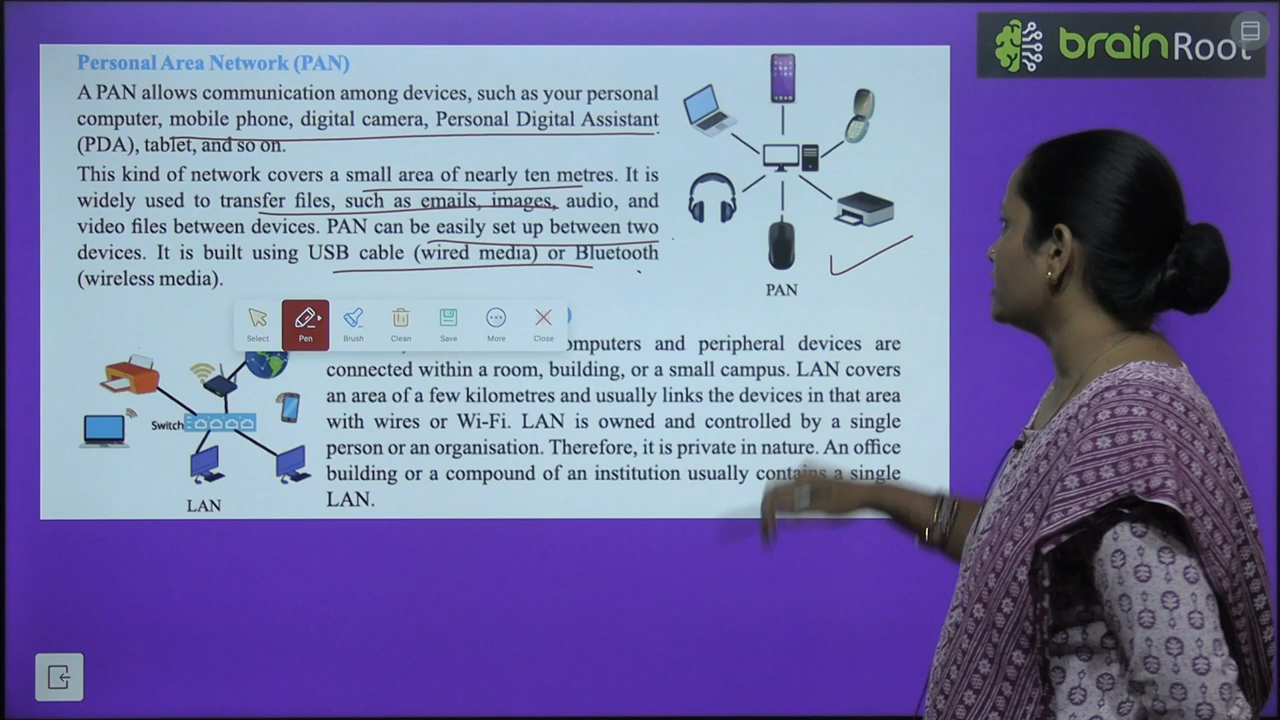 brainRoot
Personal Area Network (PAN)
A PAN allows communication among devices, such as your personal
computer, mobile phone, digital camera, Personal Digital Assistant
(PDA), tablet, and so on.
This kind of network covers a small area of nearly ten metres. It is
widely used to transfer files, such as emails, images, audio, and
video files between devices. PAN can be easily set up between two
devices. It is built using USB cable (wired media) or Bluetooth
(wireless media).
PAN
Select Pen Brush Clean Save More Close
omputers and peripheral devices are
connected within a room, building, or a small campus. LAN covers
an area of a few kilometres and usually links the devices in that area
with wires or Wi-Fi. LAN is owned and controlled by a single
person or an organisation. Therefore, it is private in nature. An office
building or a compound of an institution usually contains a single
LAN.
Switch
LAN